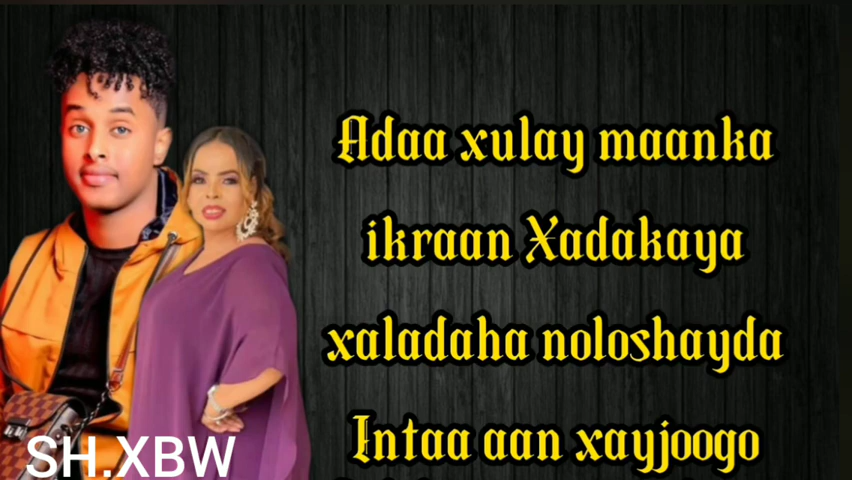 Adaa xulay maanka
ikraan Xadakaya
xaladaha noloshayda
Intaa aan xayjoogo
SH.XBW